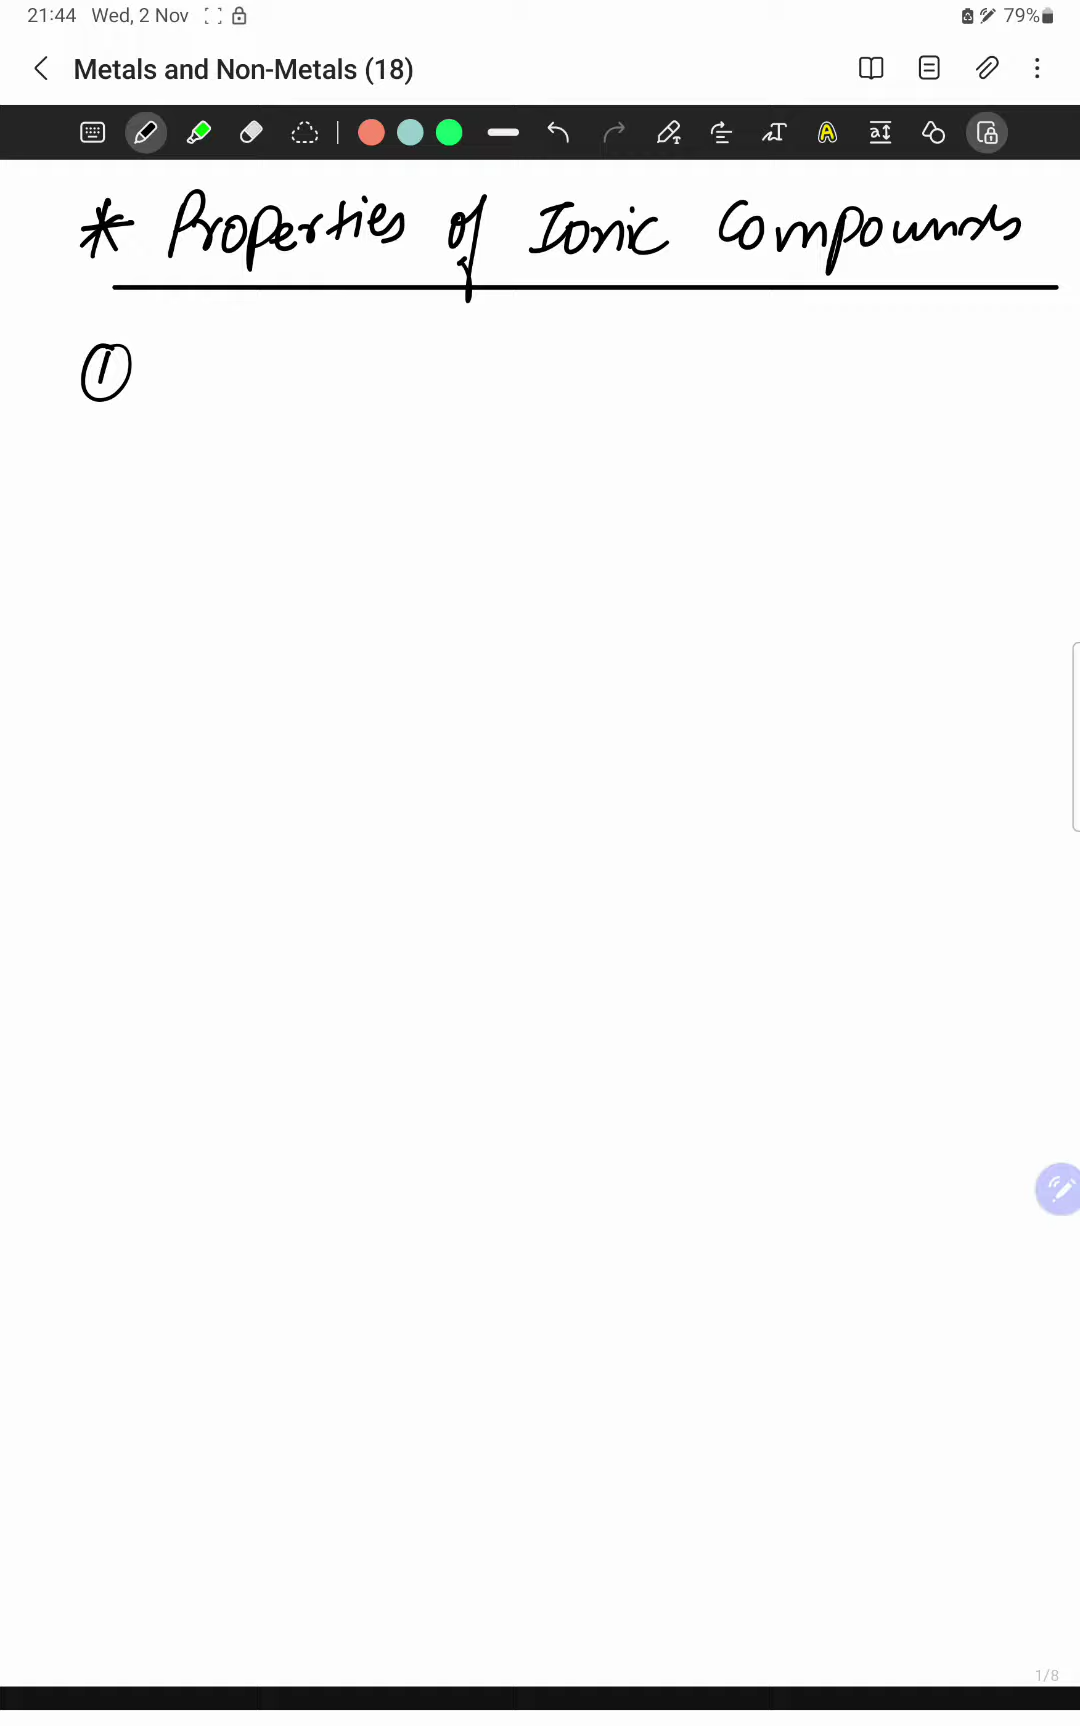 21:44 Wed, 2 Nov 79%
Metals and Non-Metals (18)
* Properties of Ionic Compounds
①
1/8